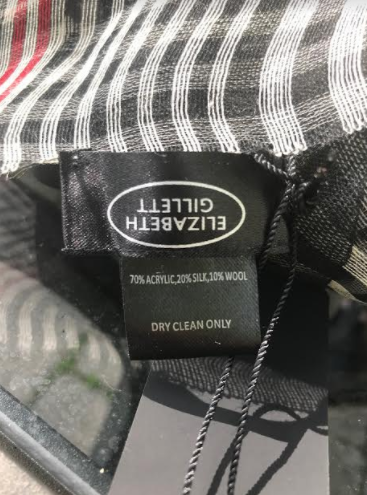 ELIZABETH
GILLETT
70% ACRYLIC,20% SILK,10% WOOL
DRY CLEAN ONLY